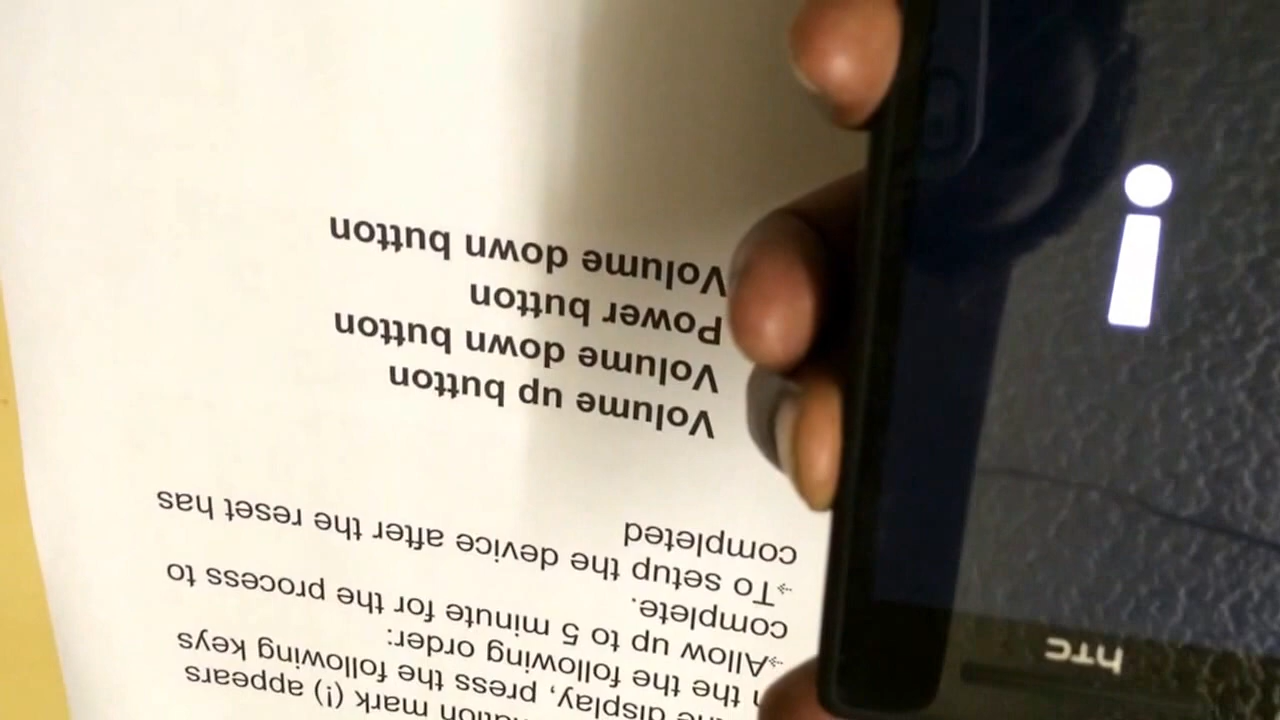 mark (!) appears
display, press the following keys
the the following order:
→Allow up to 5 minute for the process to
complete.
→To setup the device after the reset has
completed
Volume up button
Volume down button
Power button
Volume down button
hTC
!